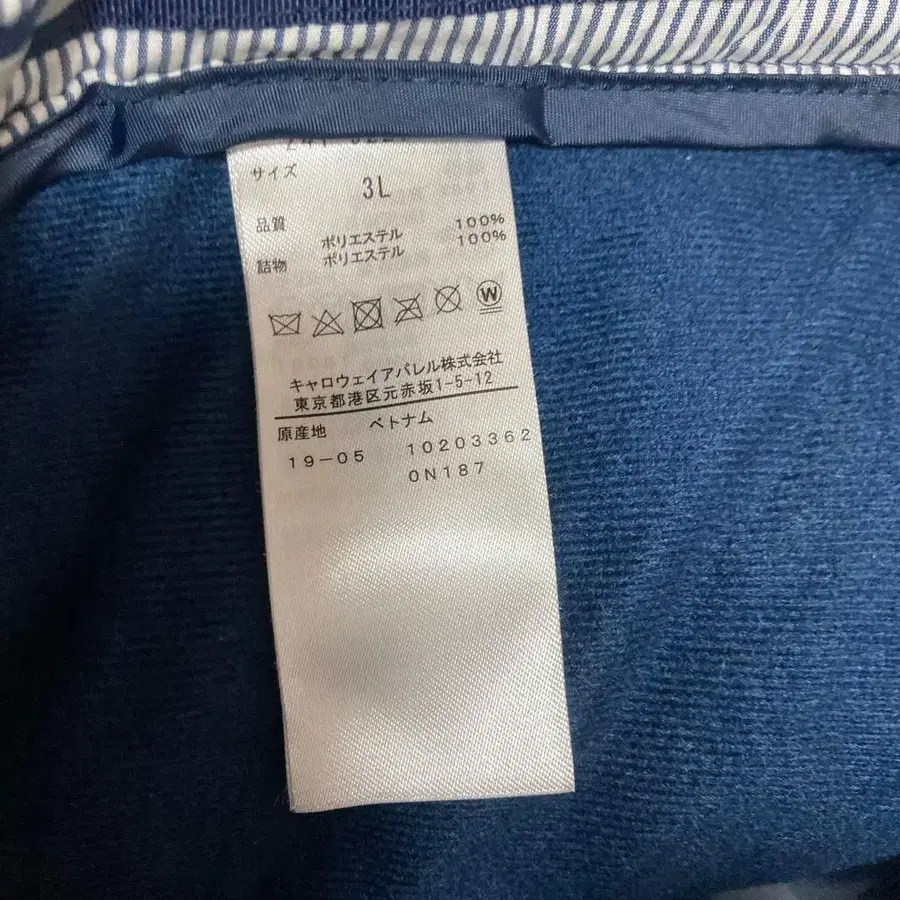 サイズ
3L
品質 ポリエステル 100%
詰物 ポリエステル 100%
W
キャロウェイアパレル株式会社
東京都港区元赤坂1-5-12
原産地 ベトナム
19-05 10203362
0N187